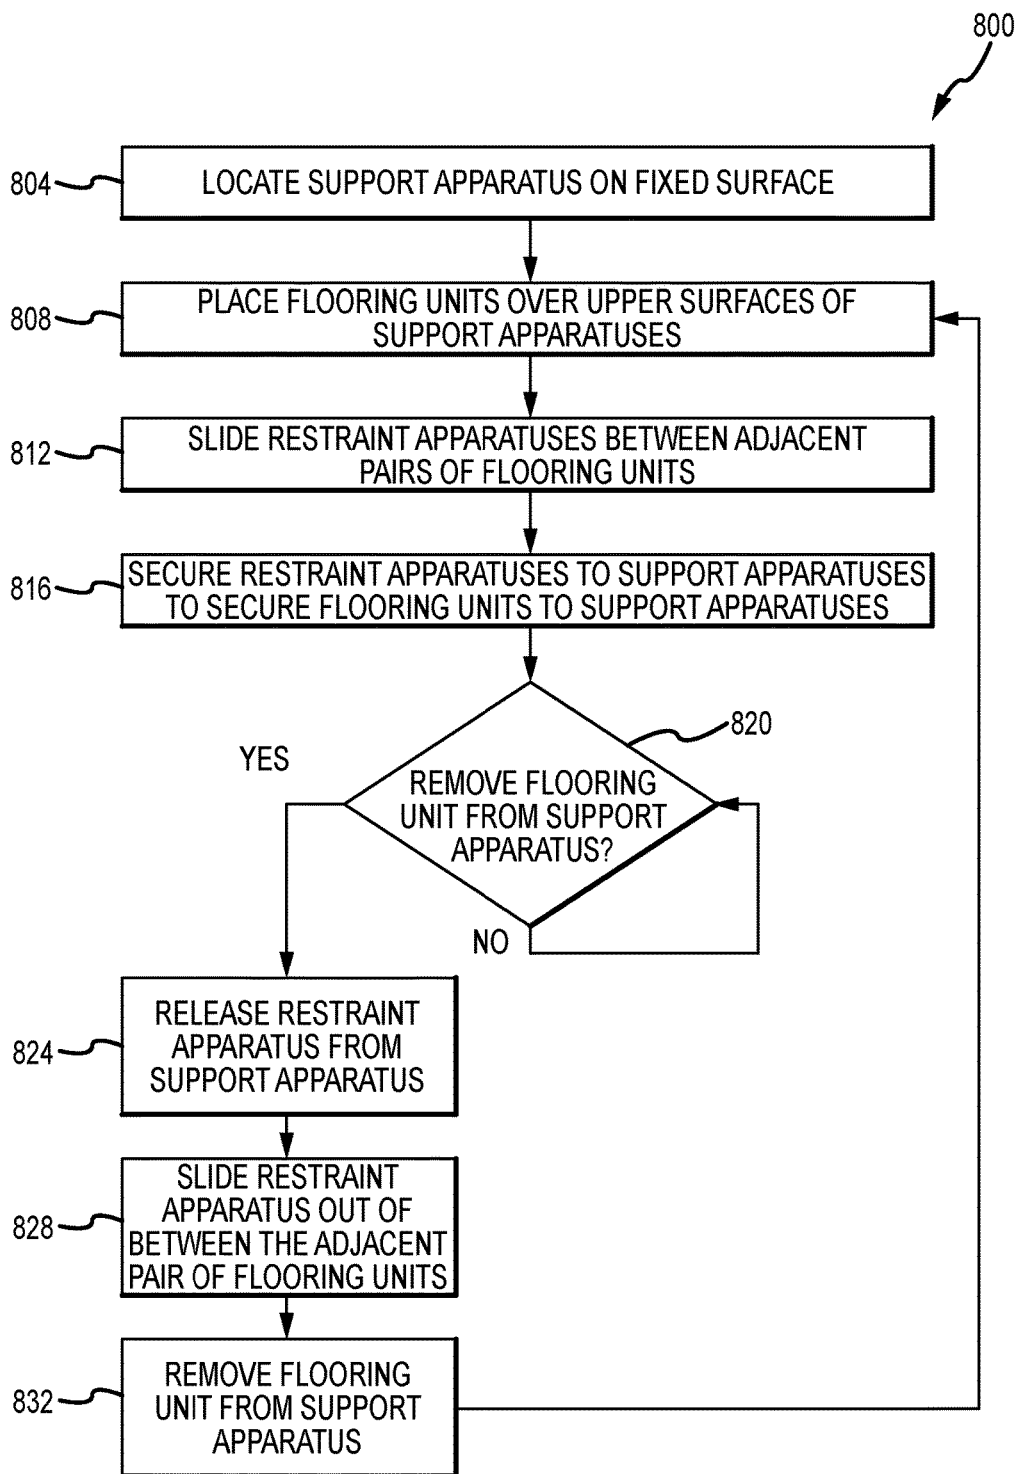 800
804
LOCATE SUPPORT APPARATUS ON FIXED SURFACE
808
PLACE FLOORING UNITS OVER UPPER SURFACES OF
SUPPORT APPARATUSES
812
SLIDE RESTRAINT APPARATUSES BETWEEN ADJACENT
PAIRS OF FLOORING UNITS
816
SECURE RESTRAINT APPARATUSES TO SUPPORT APPARATUSES
TO SECURE FLOORING UNITS TO SUPPORT APPARATUSES
820
YES
REMOVE FLOORING
UNIT FROM SUPPORT
APPARATUS?
NO
824
RELEASE RESTRAINT
APPARATUS FROM
SUPPORT APPARATUS
828
SLIDE RESTRAINT
APPARATUS OUT OF
BETWEEN THE ADJACENT
PAIR OF FLOORING UNITS
832
REMOVE FLOORING
UNIT FROM SUPPORT
APPARATUS